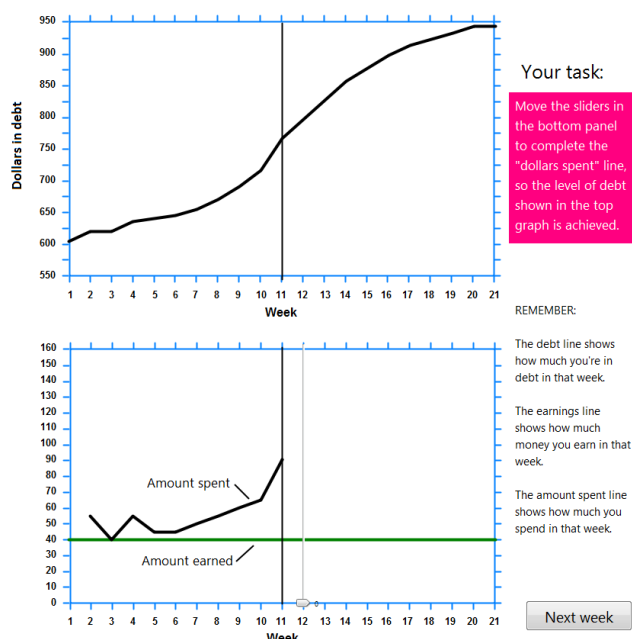 950
900
850
800
750
700
650
600
550
Dollars in debt
1 2 3 4 5 6 7 8 9 10 11 12 13 14 15 16 17 18 19 20 21
Week
Your task:
Move the sliders in
the bottom panel
to complete the
"dollars spent" line,
so the level of debt
shown in the top
graph is achieved.
REMEMBER:
The debt line shows
how much you're in
debt in that week.
The earnings line
shows how much
money you earn in that
week.
The amount spent line
shows how much you
spend in that week.
160
150
140
130
120
110
100
90
80
70
60
50
40
30
20
10
0
Amount spent
Amount earned
0
1 2 3 4 5 6 7 8 9 10 11 12 13 14 15 16 17 18 19 20 21
Week
Next week